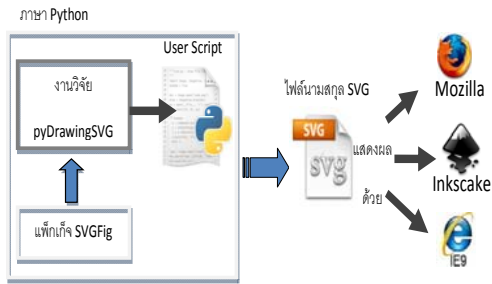 ภาษา Python
User Script
งานวิจัย
pyDrawingSVG
แพ็กเก็จ SVGFig
ไฟล์นามสกุล SVG
SVG
svg
แสดงผล
ด้วย
Mozilla
Inkscake
IE9